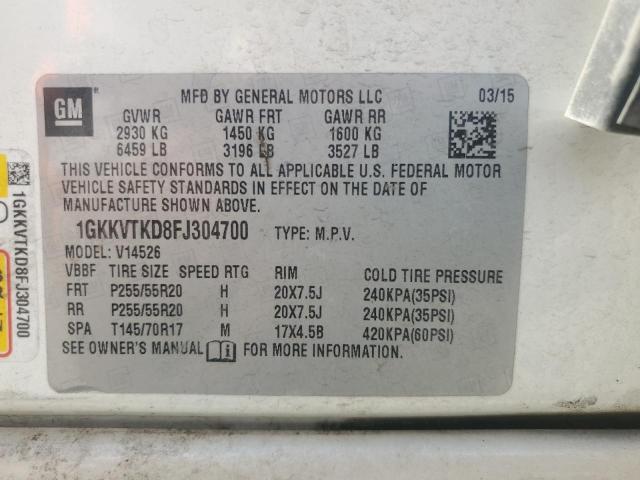 GM
MFD BY GENERAL MOTORS LLC 03/15
GVWR GAWR FRT GAWR RR
2930 KG 1450 KG 1600 KG
6459 LB 3196 LB 3527 LB
THIS VEHICLE CONFORMS TO ALL APPLICABLE U.S. FEDERAL MOTOR
VEHICLE SAFETY STANDARDS IN EFFECT ON THE DATE OF
MANUFACTURE SHOWN ABOVE.
1GKKVTKD8FJ304700 TYPE: M.P.V.
MODEL: V14526
VBBF TIRE SIZE SPEED RTG RIM COLD TIRE PRESSURE
FRT P255/55R20 H 20X7.5J 240KPA(35PSI)
RR P255/55R20 H 20X7.5J 240KPA(35PSI)
SPA T145/70R17 M 17X4.5B 420KPA(60PSI)
SEE OWNER'S MANUAL FOR MORE INFORMATION.
1GKKVTKD8FJ304700